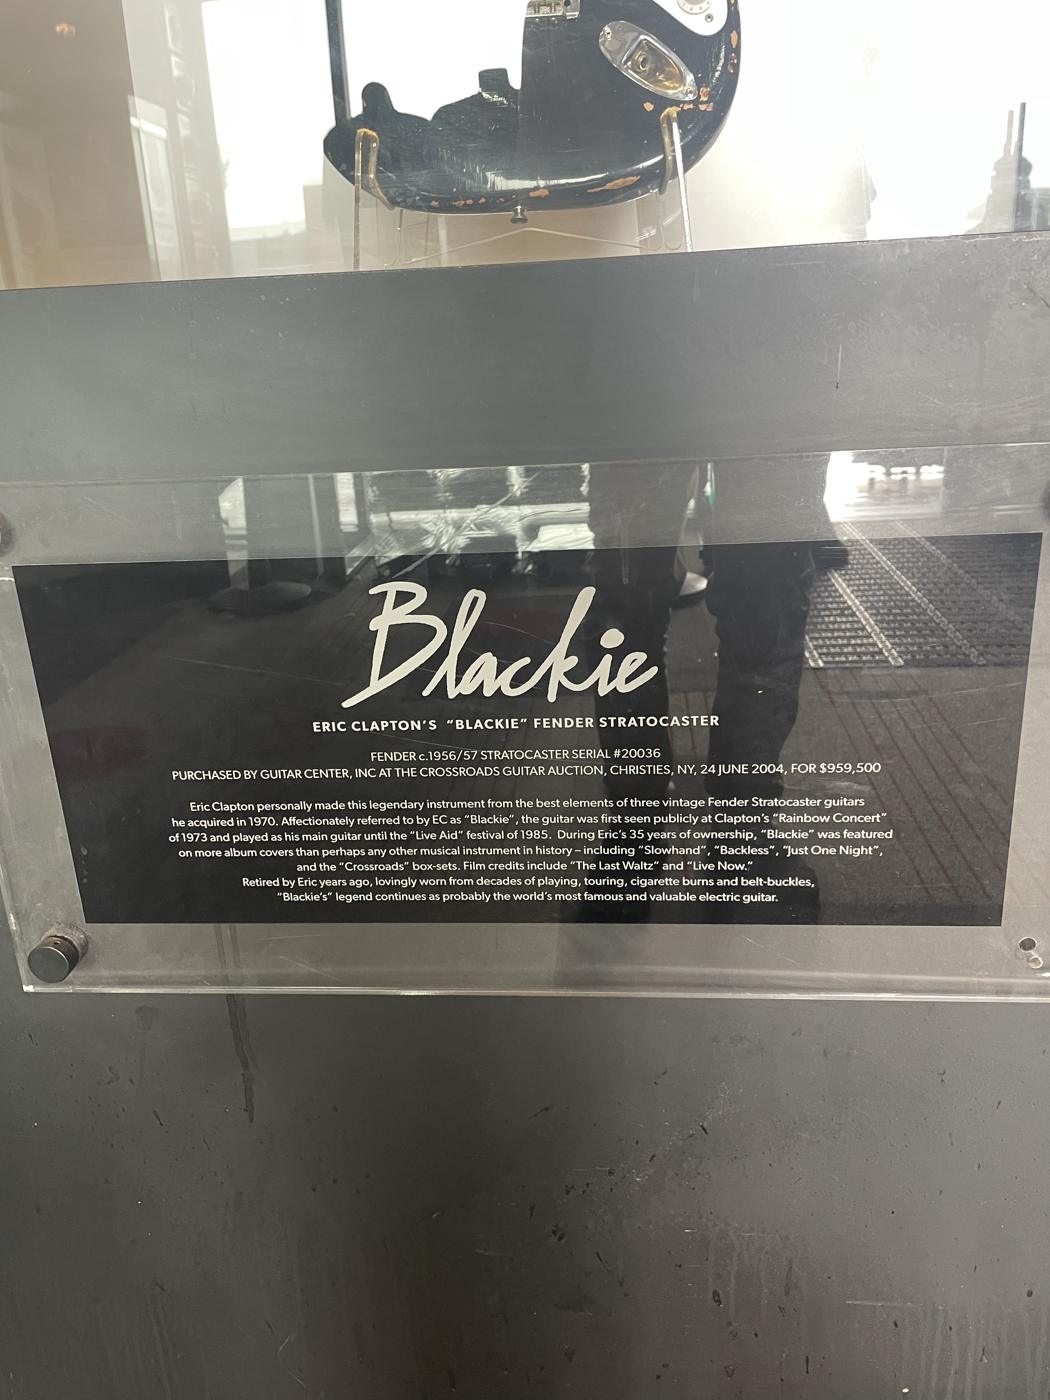 Blackie
ERIC CLAPTON'S "BLACKIE" FENDER STRATOCASTER
FENDER c.1956/57 STRATOCASTER SERIAL #20036
PURCHASED BY GUITAR CENTER, INC AT THE CROSSROADS GUITAR AUCTION, CHRISTIES, NY, 24 JUNE 2004, FOR $959,500
Eric Clapton personally made this legendary instrument from the best elements of three vintage Fender Stratocaster guitars
he acquired in 1970. Affectionately referred to by EC as "Blackie", the guitar was first seen publicly at Clapton's "Rainbow Concert"
of 1973 and played as his main guitar until the "Live Aid" festival of 1985. During Eric's 35 years of ownership, "Blackie" was featured
on more album covers than perhaps any other musical instrument in history – including "Slowhand", "Backless", "Just One Night",
and the "Crossroads" box-sets. Film credits include "The Last Waltz" and "Live Now."
Retired by Eric years ago, lovingly worn from decades of playing, touring, cigarette burns and belt-buckles,
"Blackie's" legend continues as probably the world's most famous and valuable electric guitar.